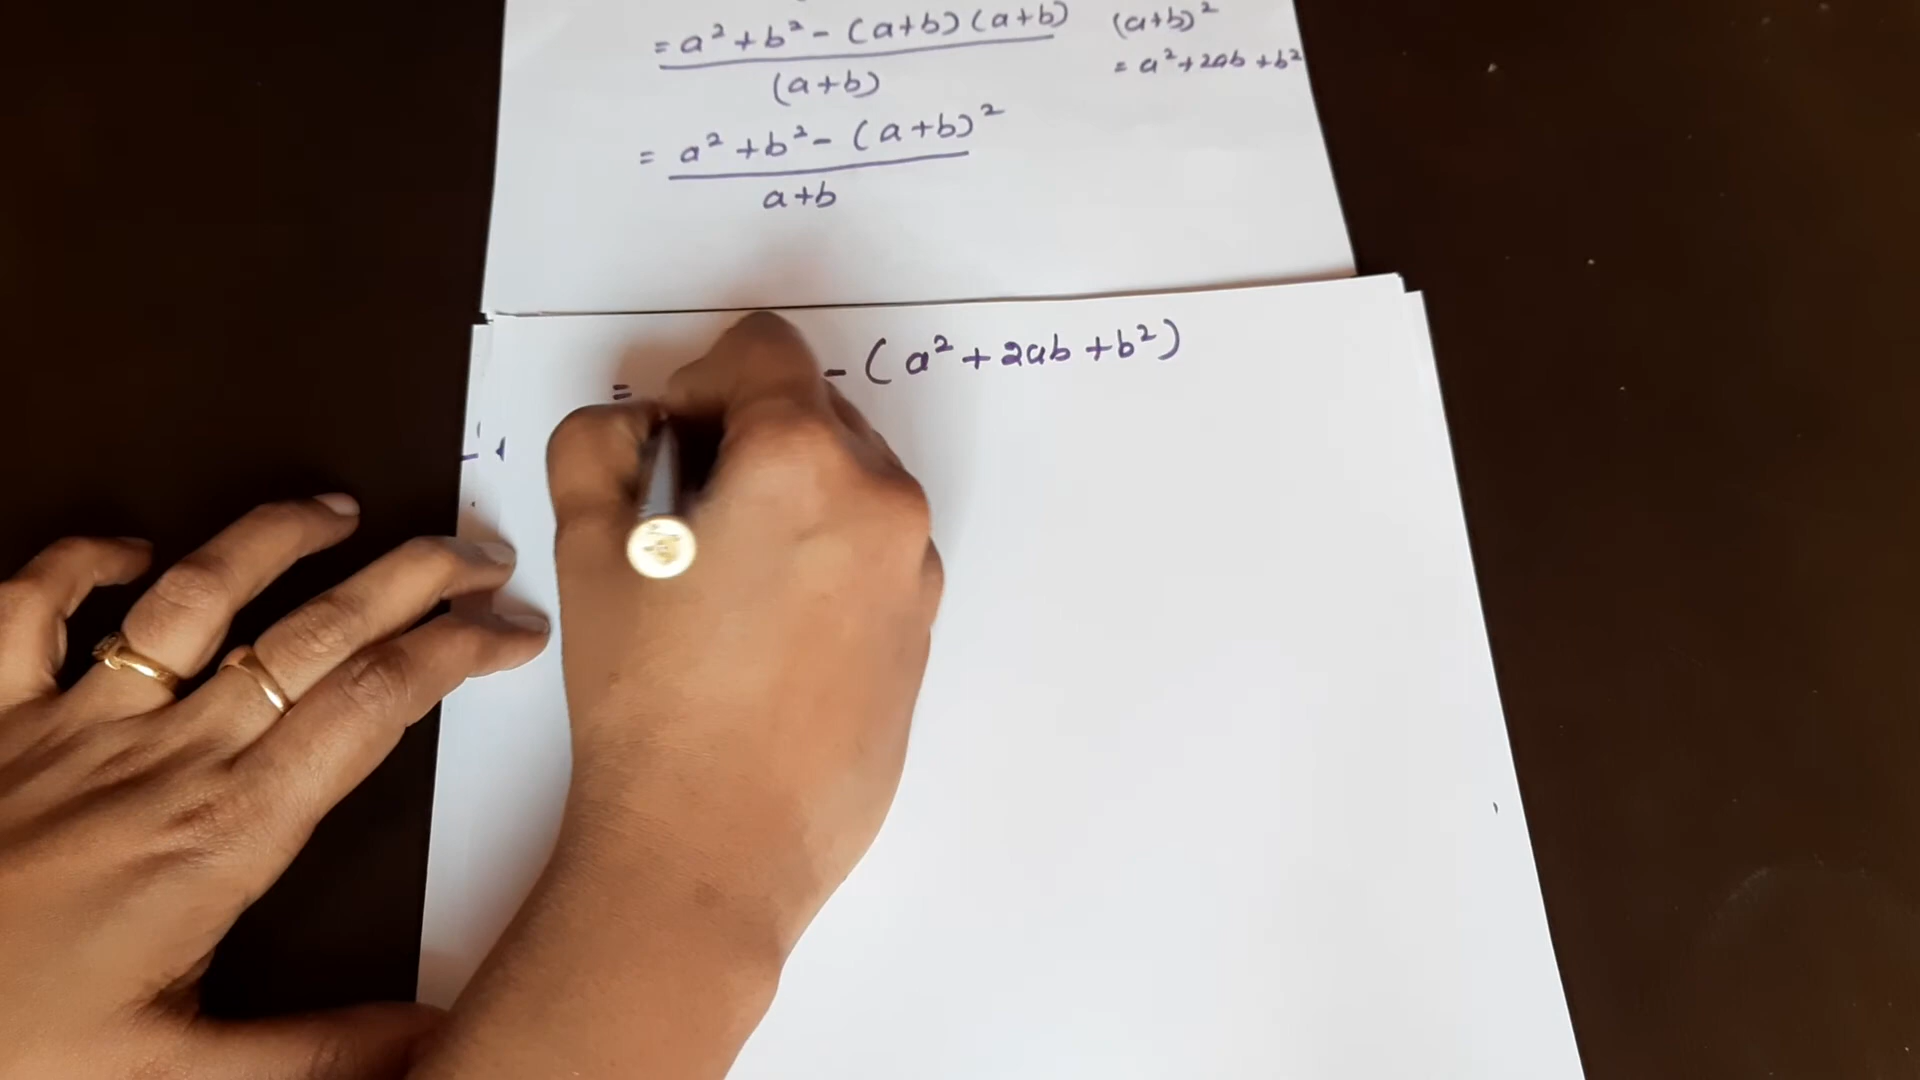 = a² + b² - (a+b) (a+b)
(a+b)
(a+b)²
= a² + 2ab + b²
= a² + b² - (a+b)²
a+b
= - (a² + 2ab + b²)